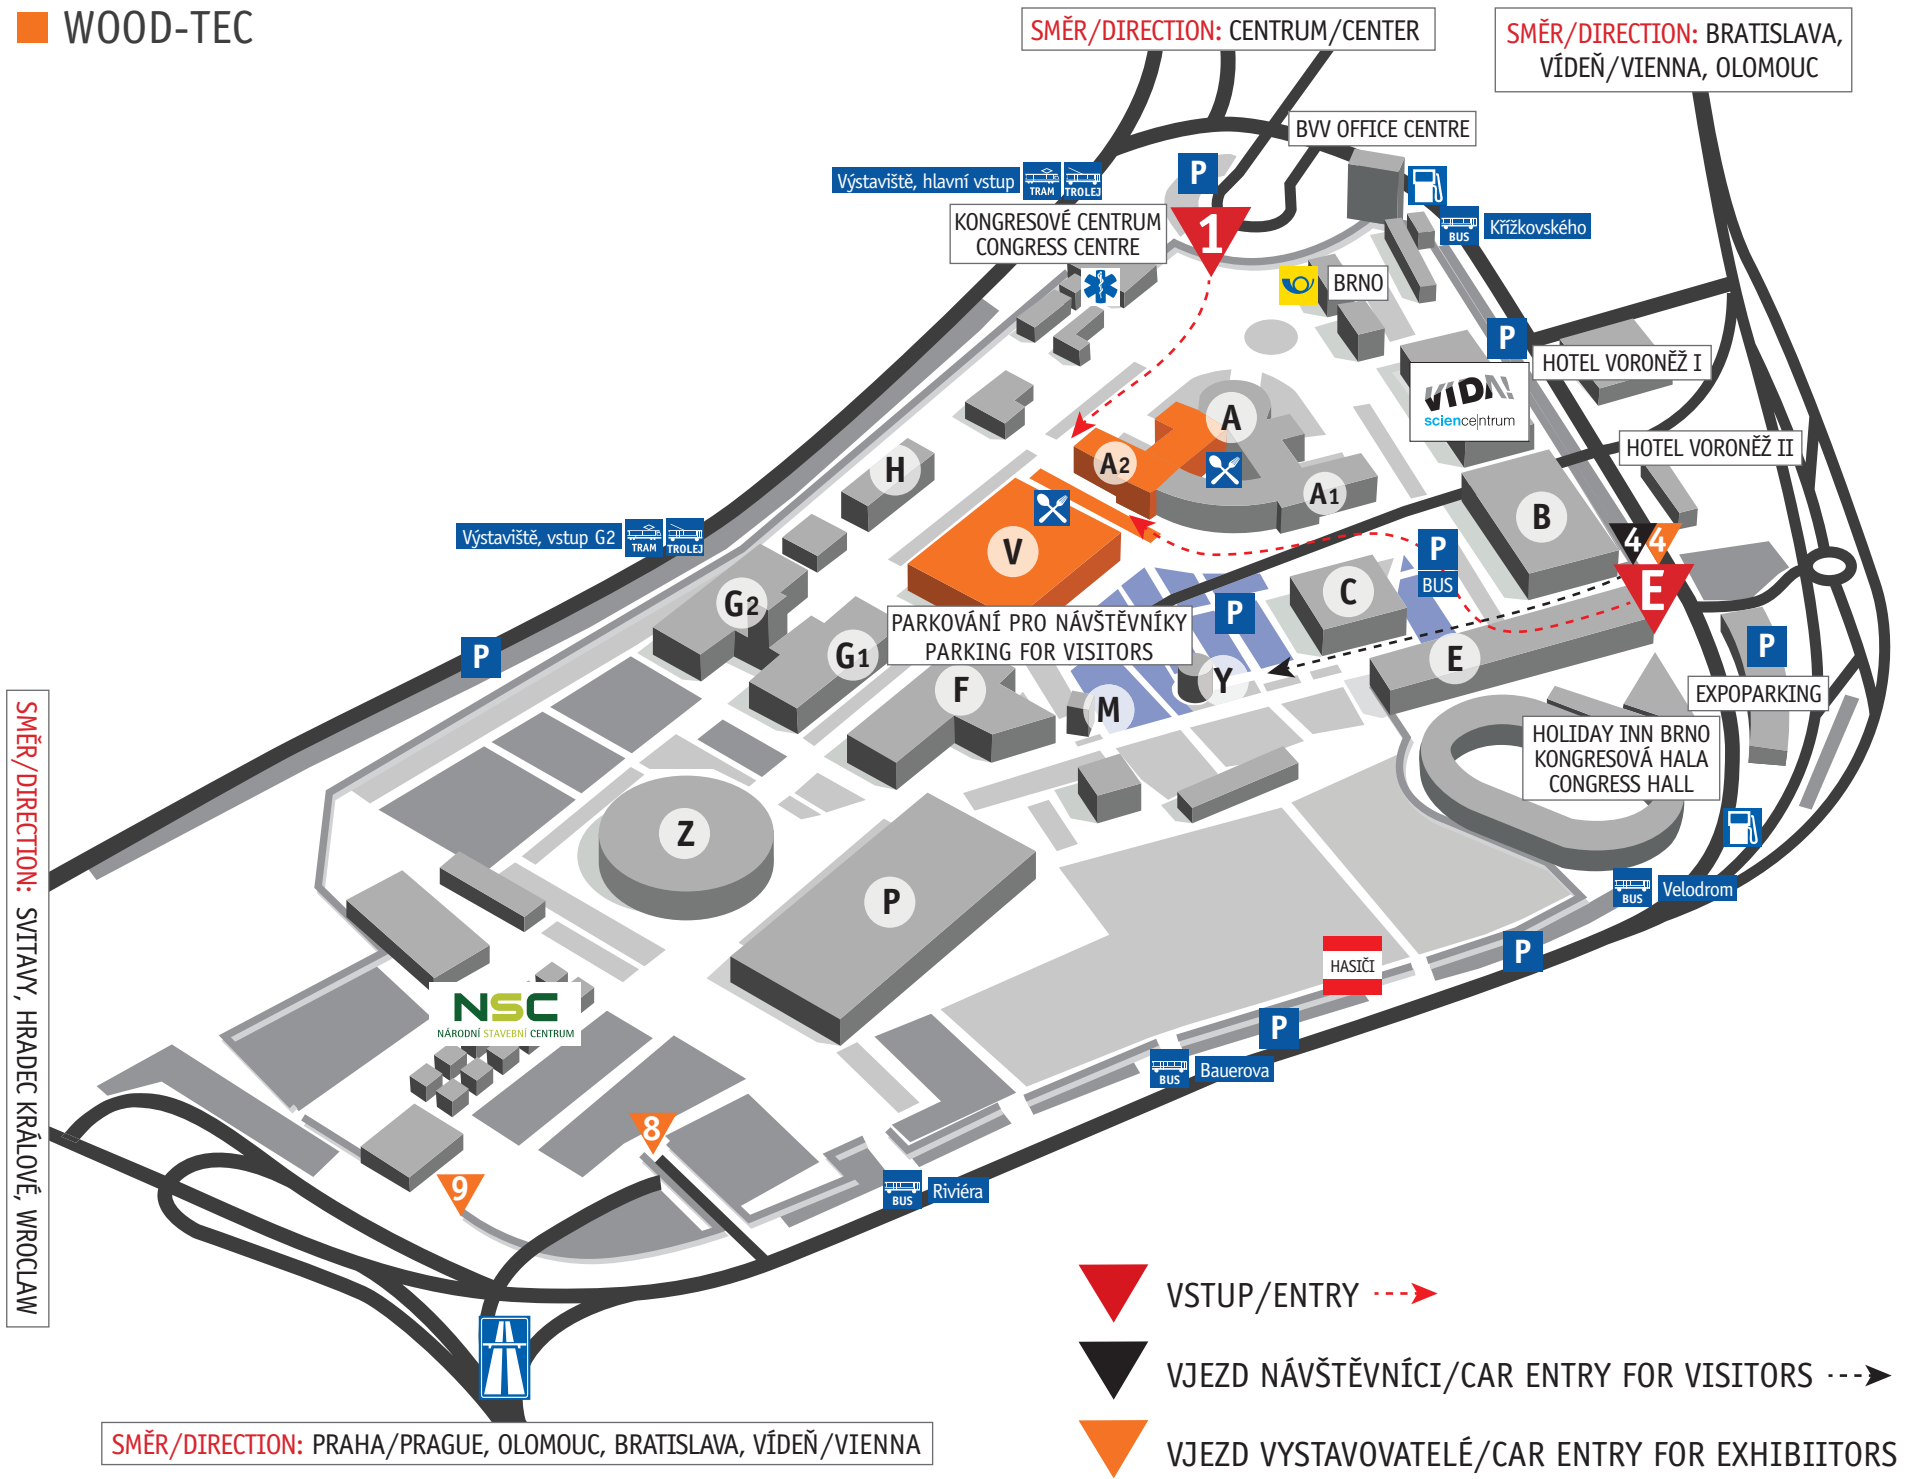 WOOD-TEC
SMĚR/DIRECTION: CENTRUM/CENTER
SMĚR/DIRECTION: BRATISLAVA,
VÍDEŇ/VIENNA, OLOMOUC
BVV OFFICE CENTRE
P
Výstaviště, hlavní vstup
TRAM
TROLEJ
KONGRESOVÉ CENTRUM
CONGRESS CENTRE
1
BUS
Křížkovského
BRNO
P
HOTEL VORONĚŽ I
VIDA!
sciencentrum
HOTEL VORONĚŽ II
A
A2
A1
H
B
V
Výstaviště, vstup G2
TRAM
TROLEJ
4
4
E
P
BUS
C
P
G2
G1
PARKOVÁNÍ PRO NÁVŠTĚVNÍKY
PARKING FOR VISITORS
P
P
E
Y
F
M
EXPOPARKING
HOLIDAY INN BRNO
KONGRESOVÁ HALA
CONGRESS HALL
Z
P
BUS
Velodrom
P
HASIČI
NSC
NÁRODNÍ STAVEBNÍ CENTRUM
P
BUS
Bauerova
8
9
BUS
Riviéra
SMĚR/DIRECTION: SVITAVY, HRADEC KRÁLOVÉ, WROCLAW
SMĚR/DIRECTION: PRAHA/PRAGUE, OLOMOUC, BRATISLAVA, VÍDEŇ/VIENNA
VSTUP/ENTRY
VJEZD NÁVŠTĚVNÍCI/CAR ENTRY FOR VISITORS
VJEZD VYSTAVOVATELÉ/CAR ENTRY FOR EXHIBIITORS